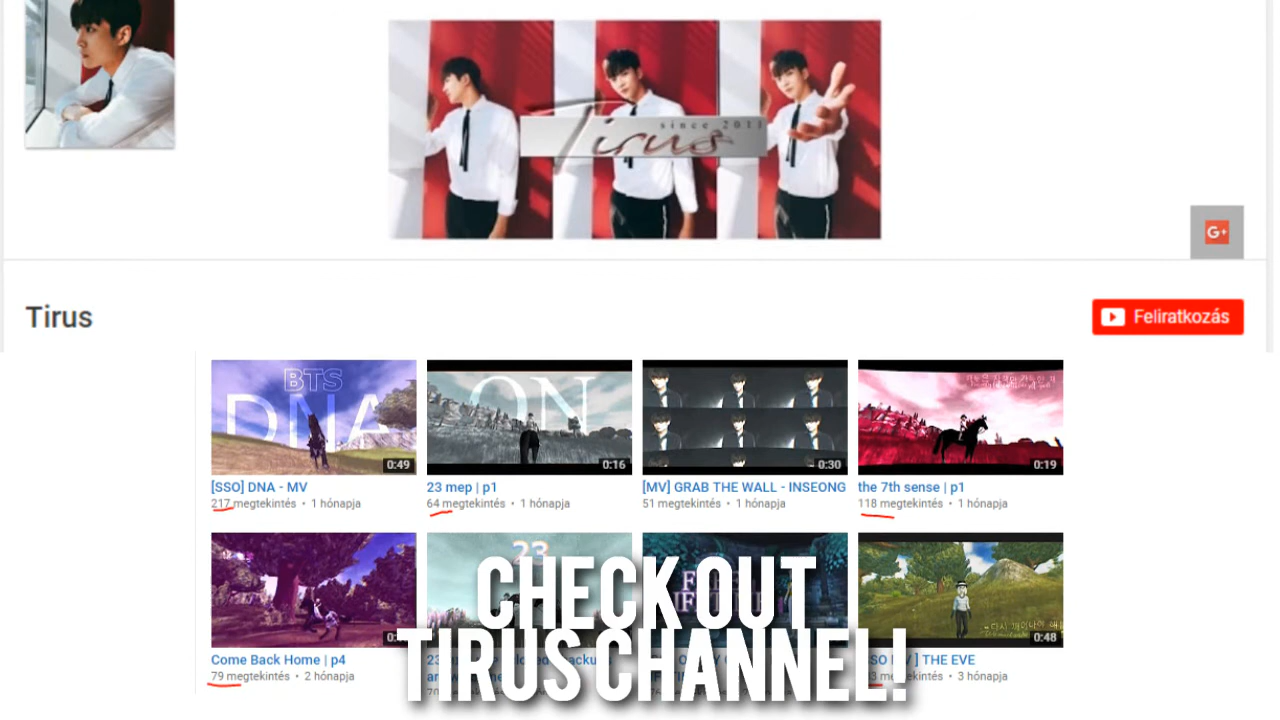 since 2011
Tirus
G+
Tirus
Feliratkozás
BTS
DNA
0:49
ON
0:16
0:30
0:19
[SSO] DNA - MV
217 megtekintés • 1 hónapja
23 mep | p1
64 megtekintés • 1 hónapja
[MV] GRAB THE WALL - INSEONG
51 megtekintés • 1 hónapja
the 7th sense | p1
118 megtekintés • 1 hónapja
23
0:48
CHECK OUT
TIRUS CHANNEL!
Come Back Home | p4
79 megtekintés • 2 hónapja
THE EVE
megtekintés • 3 hónapja